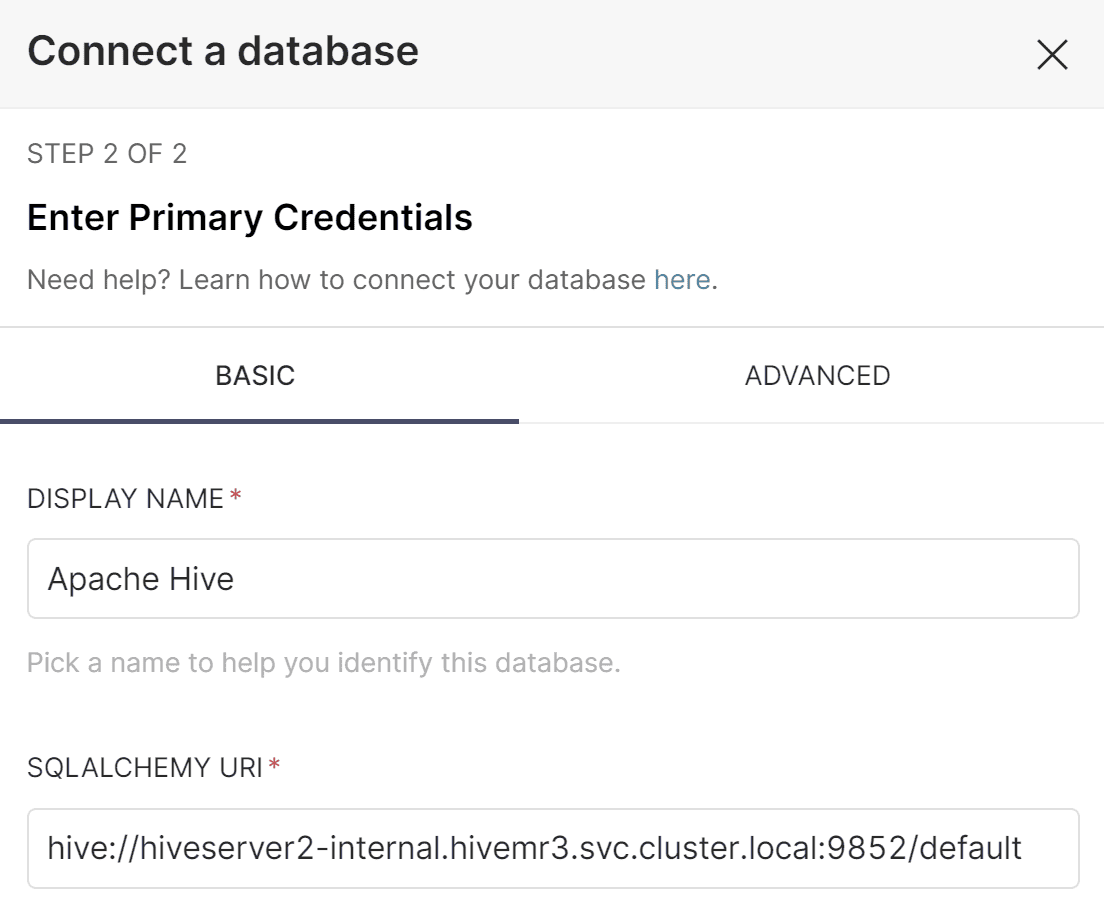 Connect a database
STEP 2 OF 2
Enter Primary Credentials
Need help? Learn how to connect your database here.
BASIC
ADVANCED
DISPLAY NAME*
Apache Hive
Pick a name to help you identify this database.
SQLALCHEMY URI*
hive://hiveserver2-internal.hivemr3.svc.cluster.local:9852/default